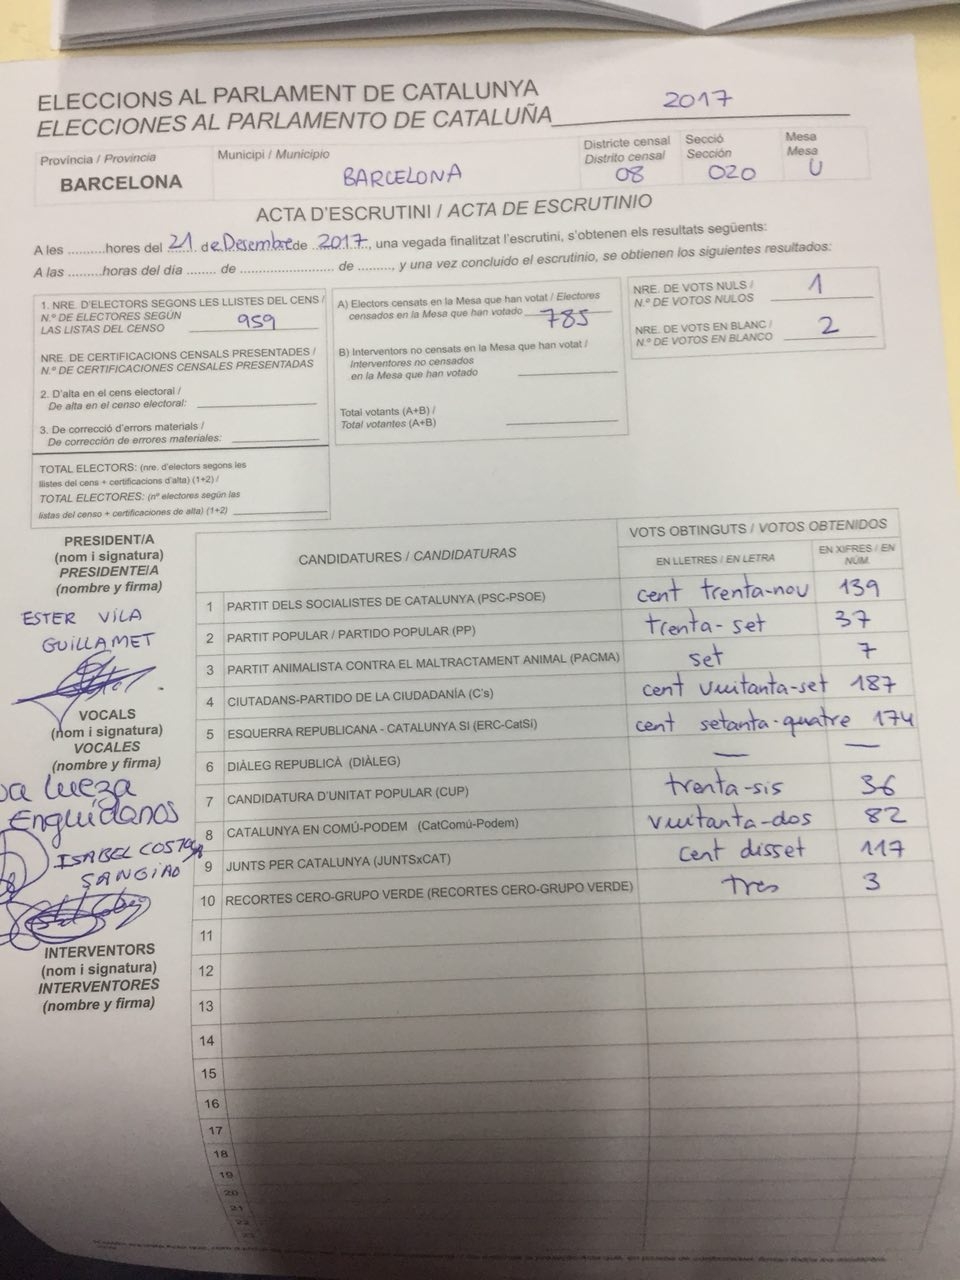 ELECCIONS AL PARLAMENT DE CATALUNYA
ELECCIONES AL PARLAMENTO DE CATALUÑA 2017
Província / Provincia
BARCELONA
Municipi / Municipio
BARCELONA
Districte censal
Distrito censal
08
Secció
Sección
020
Mesa
Mesa
U
ACTA D'ESCRUTINI / ACTA DE ESCRUTINIO
A les ..........hores del 21 de Desembre de 2017, una vegada finalitzat l'escrutini, s'obtenen els resultats següents:
A las ..........horas del día ........ de .......................... de .........., y una vez concluido el escrutinio, se obtienen los siguientes resultados:
1. NRE. D'ELECTORS SEGONS LES LLISTES DEL CENS /
N.º DE ELECTORES SEGÚN
LAS LISTAS DEL CENSO 959
NRE. DE CERTIFICACIONS CENSALS PRESENTADES /
N.º DE CERTIFICACIONES CENSALES PRESENTADAS
2. D'alta en el cens electoral /
De alta en el censo electoral:
3. De correcció d'errors materials /
De corrección de errores materiales:
TOTAL ELECTORS: (nre. d'electors segons les
llistes del cens + certificacions d'alta) (1+2) /
TOTAL ELECTORES: (nº electores según las
listas del censo + certificaciones de alta) (1+2)
A) Electors censats en la Mesa que han votat / Electores
censados en la Mesa que han votado 785
B) Interventors no censats en la Mesa que han votat /
Interventores no censados
en la Mesa que han votado
Total votants (A+B) /
Total votantes (A+B)
NRE. DE VOTS NULS /
N.º DE VOTOS NULOS 1
NRE. DE VOTS EN BLANC /
N.º DE VOTOS EN BLANCO 2
PRESIDENT/A
(nom i signatura)
PRESIDENTE/A
(nombre y firma)
ESTER VILA
GUILLAMET
VOCALS
(nom i signatura)
VOCALES
(nombre y firma)
Enguídanos
ISABEL COSTOYA
SANGIAO
INTERVENTORS
(nom i signatura)
INTERVENTORES
(nombre y firma)
CANDIDATURES / CANDIDATURAS
VOTS OBTINGUTS / VOTOS OBTENIDOS
EN LLETRES / EN LETRA
EN XIFRES / EN NÚM.
1 PARTIT DELS SOCIALISTES DE CATALUNYA (PSC-PSOE) cent trenta-nou 139
2 PARTIT POPULAR / PARTIDO POPULAR (PP) trenta-set 37
3 PARTIT ANIMALISTA CONTRA EL MALTRACTAMENT ANIMAL (PACMA) set 7
4 CIUTADANS-PARTIDO DE LA CIUDADANÍA (C's) cent vuitanta-set 187
5 ESQUERRA REPUBLICANA - CATALUNYA SI (ERC-CatSí) cent setanta-quatre 174
6 DIÀLEG REPUBLICÀ (DIÀLEG) — —
7 CANDIDATURA D'UNITAT POPULAR (CUP) trenta-sis 36
8 CATALUNYA EN COMÚ-PODEM (CatComú-Podem) vuitanta-dos 82
9 JUNTS PER CATALUNYA (JUNTSxCAT) cent disset 117
10 RECORTES CERO-GRUPO VERDE (RECORTES CERO-GRUPO VERDE) tres 3
11
12
13
14
15
16
17
18
19
20
21
22
23